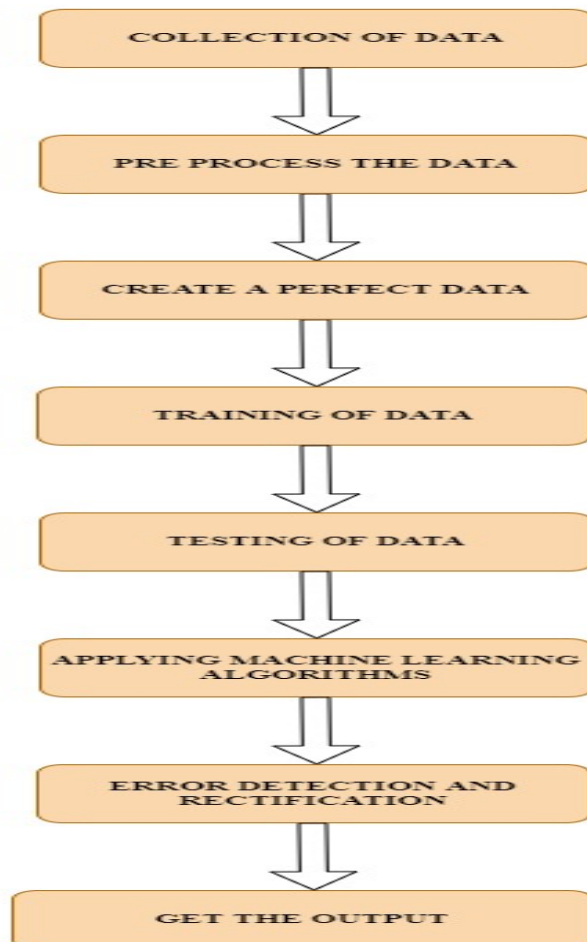 COLLECTION OF DATA
PRE PROCESS THE DATA
CREATE A PERFECT DATA
TRAINING OF DATA
TESTING OF DATA
APPLYING MACHINE LEARNING
ALGORITHMS
ERROR DETECTION AND
RECTIFICATION
GET THE OUTPUT